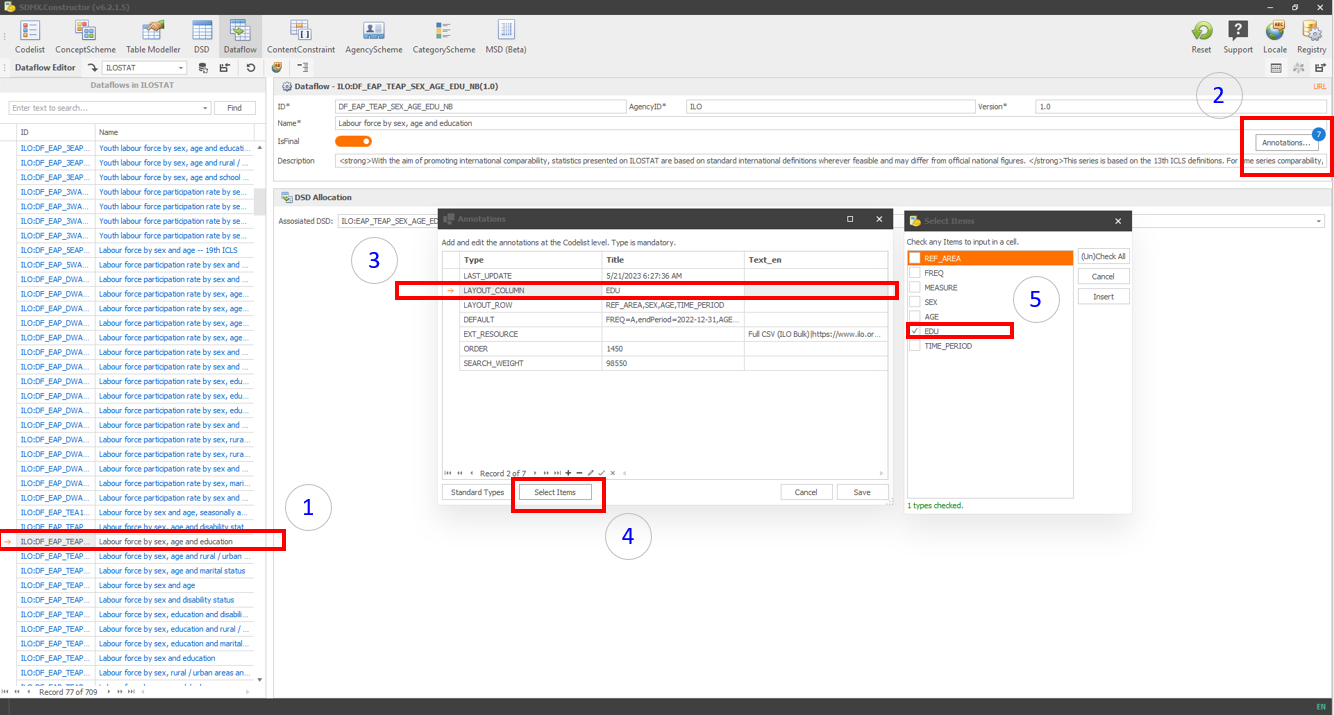 SDMX.Constructor (v6.2.1.5)
Codelist
ConceptScheme
Table Modeller
DSD
Dataflow
ContentConstraint
AgencyScheme
CategoryScheme
MSD (Beta)
Reset
Support
Locale
Registry
Dataflow Editor
ILOSTAT
Dataflows in ILOSTAT
Enter text to search...
Find
ID
Name
ILO:DF_EAP_3EAP... Youth labour force by sex, age and educati...
ILO:DF_EAP_3EAP... Youth labour force by sex, age and rural / ...
ILO:DF_EAP_3EAP... Youth labour force by sex, age and school ...
ILO:DF_EAP_3WA... Youth labour force participation rate by se...
ILO:DF_EAP_3WA... Youth labour force participation rate by se...
ILO:DF_EAP_3WA... Youth labour force participation rate by se...
ILO:DF_EAP_3WA... Youth labour force participation rate by se...
ILO:DF_EAP_5EAP... Labour force by sex and age -- 19th ICLS
ILO:DF_EAP_5WA... Labour force participation rate by sex and ...
ILO:DF_EAP_DWA... Labour force participation rate by sex and ...
ILO:DF_EAP_DWA... Labour force participation rate by sex, age...
ILO:DF_EAP_DWA... Labour force participation rate by sex, age...
ILO:DF_EAP_DWA... Labour force participation rate by sex, age...
ILO:DF_EAP_DWA... Labour force participation rate by sex, age...
ILO:DF_EAP_DWA... Labour force participation rate by sex and ...
ILO:DF_EAP_DWA... Labour force participation rate by sex and ...
ILO:DF_EAP_DWA... Labour force participation rate by sex, edu...
ILO:DF_EAP_DWA... Labour force participation rate by sex, edu...
ILO:DF_EAP_DWA... Labour force participation rate by sex, edu...
ILO:DF_EAP_DWA... Labour force participation rate by sex and ...
ILO:DF_EAP_DWA... Labour force participation rate by sex, rura...
ILO:DF_EAP_DWA... Labour force participation rate by sex, rura...
ILO:DF_EAP_DWA... Labour force participation rate by sex and ...
ILO:DF_EAP_DWA... Labour force participation rate by sex, mari...
ILO:DF_EAP_DWA... Labour force participation rate by sex and ...
ILO:DF_EAP_TEA1... Labour force by sex and age, seasonally a...
ILO:DF_EAP_TEAP... Labour force by sex, age and disability stat...
ILO:DF_EAP_TEAP... Labour force by sex, age and education
ILO:DF_EAP_TEAP... Labour force by sex, age and rural / urban ...
ILO:DF_EAP_TEAP... Labour force by sex, age and marital status
ILO:DF_EAP_TEAP... Labour force by sex and age
ILO:DF_EAP_TEAP... Labour force by sex and disability status
ILO:DF_EAP_TEAP... Labour force by sex, education and disabili...
ILO:DF_EAP_TEAP... Labour force by sex, education and rural / ...
ILO:DF_EAP_TEAP... Labour force by sex, education and marital...
ILO:DF_EAP_TEAP... Labour force by sex and education
ILO:DF_EAP_TEAP... Labour force by sex, rural / urban areas an...
Record 77 of 709
1
Dataflow - ILO:DF_EAP_TEAP_SEX_AGE_EDU_NB(1.0)
URL
ID*
DF_EAP_TEAP_SEX_AGE_EDU_NB
AgencyID*
ILO
Version*
1.0
2
Name*
Labour force by sex, age and education
IsFinal
Annotations...
7
Description
<strong>With the aim of promoting international comparability, statistics presented on ILOSTAT are based on standard international definitions wherever feasible and may differ from official national figures. </strong>This series is based on the 13th ICLS definitions. For time series comparability,
DSD Allocation
Assosiated DSD:
ILO:EAP_TEAP_SEX_AGE_ED
3
Annotations
Add and edit the annotations at the Codelist level. Type is mandatory.
Type Title Text_en
LAST_UPDATE 5/21/2023 6:27:36 AM
LAYOUT_COLUMN EDU
LAYOUT_ROW REF_AREA,SEX,AGE,TIME_PERIOD
DEFAULT FREQ=A,endPeriod=2022-12-31,AGE...
EXT_RESOURCE Full CSV (ILO Bulk)|https://www.ilo.or...
ORDER 1450
SEARCH_WEIGHT 98550
Record 2 of 7
Standard Types
Select Items
Cancel
Save
4
Select Items
Check any Items to input in a cell.
REF_AREA
FREQ
MEASURE
SEX
AGE
EDU
TIME_PERIOD
(Un)Check All
Cancel
Insert
5
1 types checked.
EN